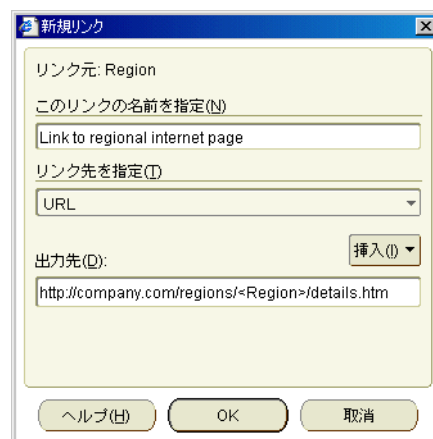 新規リンク
リンク元: Region
このリンクの名前を指定(N)
Link to regional internet page
リンク先を指定(T)
URL
挿入(I)
出力先(D):
http://company.com/regions/<Region>/details.htm
ヘルプ(H)
OK
取消